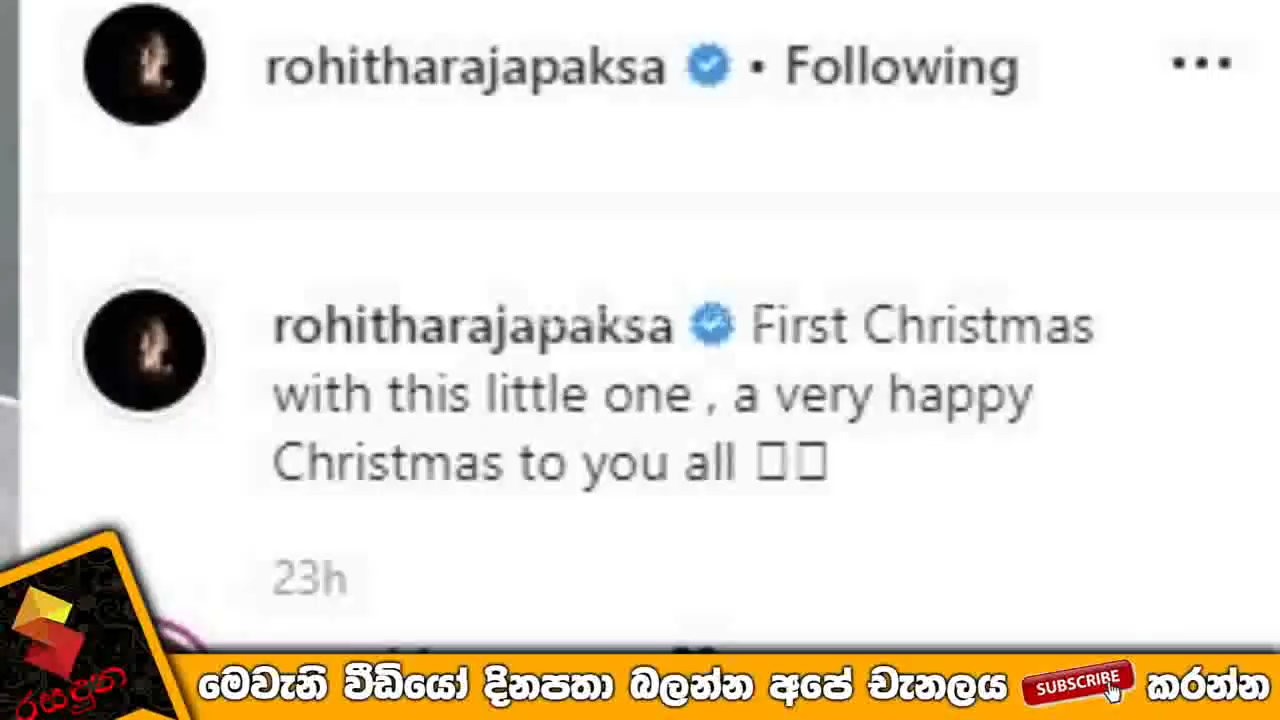 rohitharajapaksa • Following •••
rohitharajapaksa First Christmas
with this little one , a very happy
Christmas to you all
23h
රසදුන
මෙවැනි වීඩියෝ දිනපතා බලන්න අපේ චැනලය SUBSCRIBE කරන්න